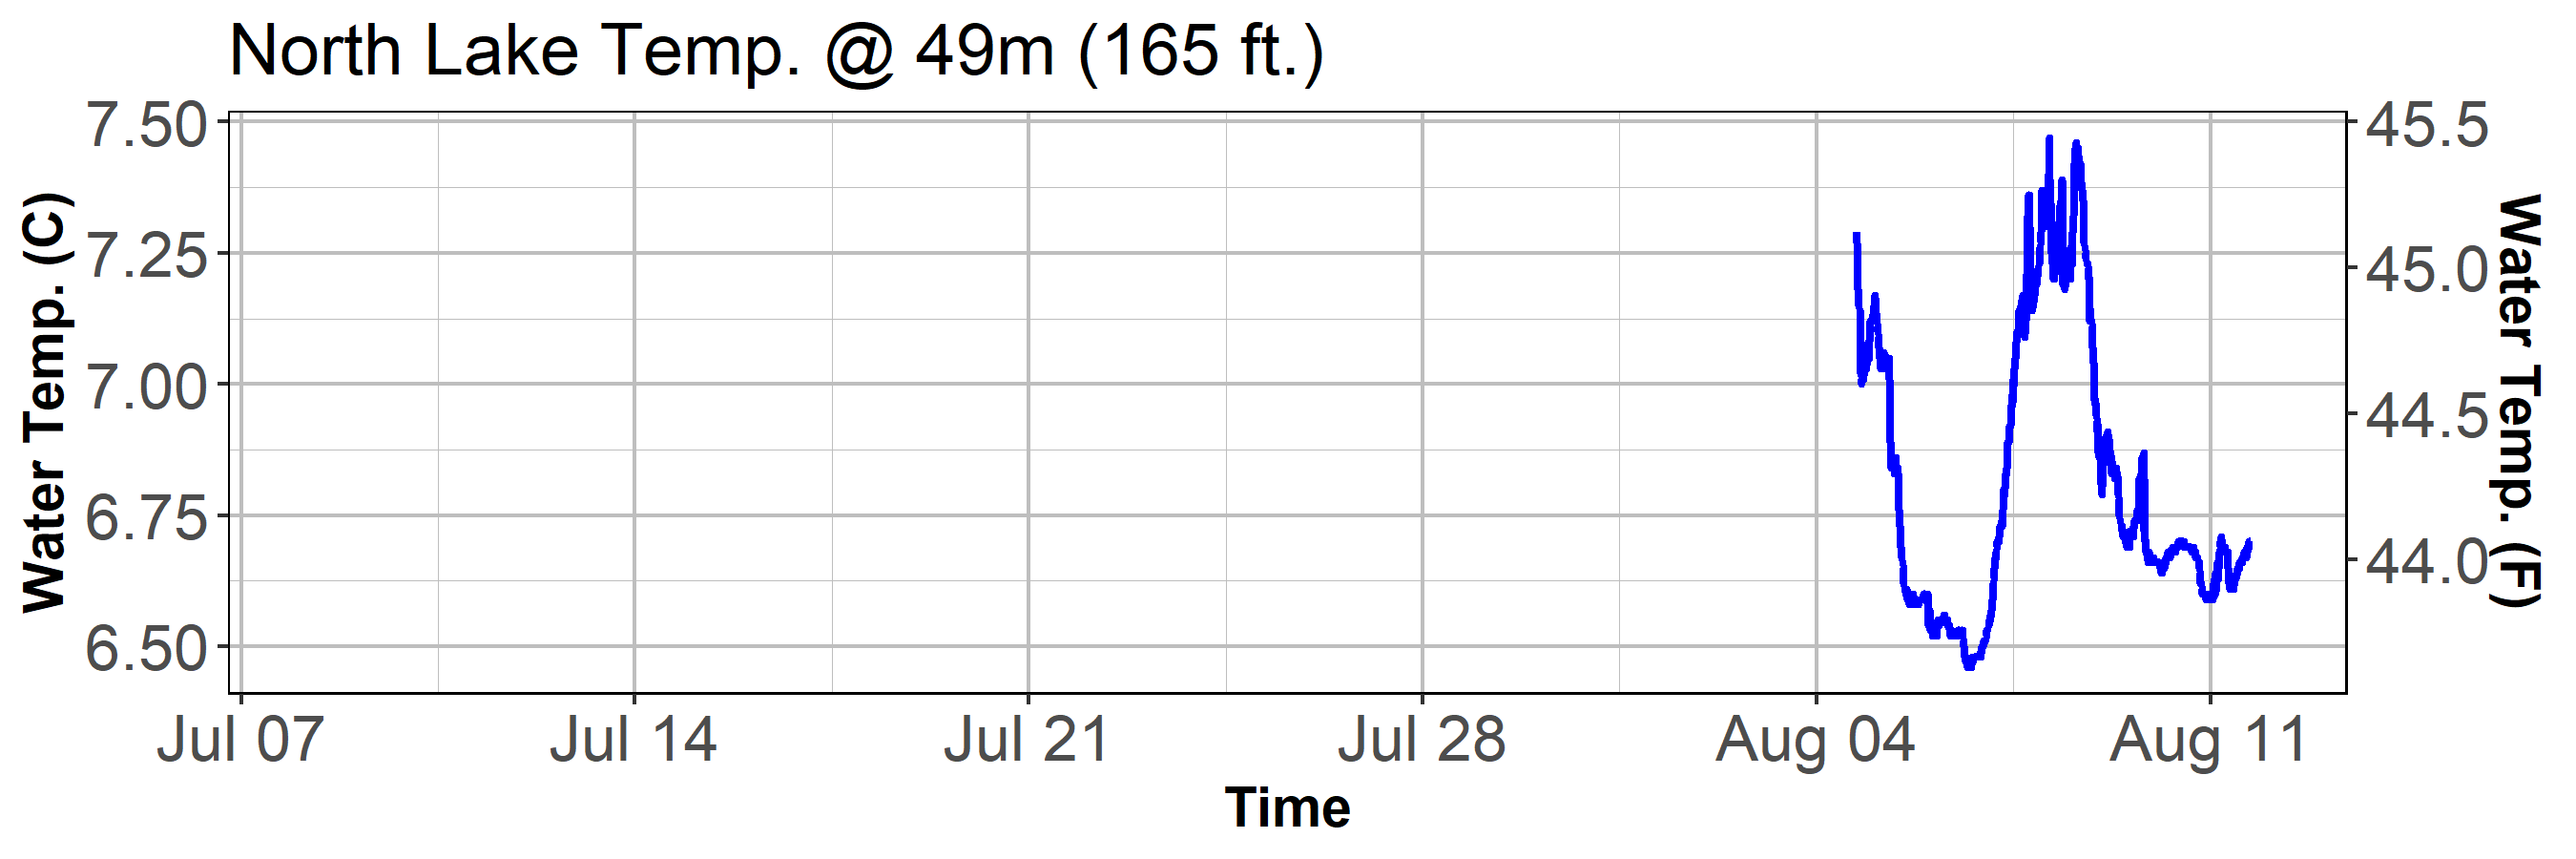 North Lake Temp. @ 49m (165 ft.)
7.50
7.25
7.00
6.75
6.50
Water Temp. (C)
45.5
45.0
44.5
44.0
Water Temp. (F)
Jul 07 Jul 14 Jul 21 Jul 28 Aug 04 Aug 11
Time